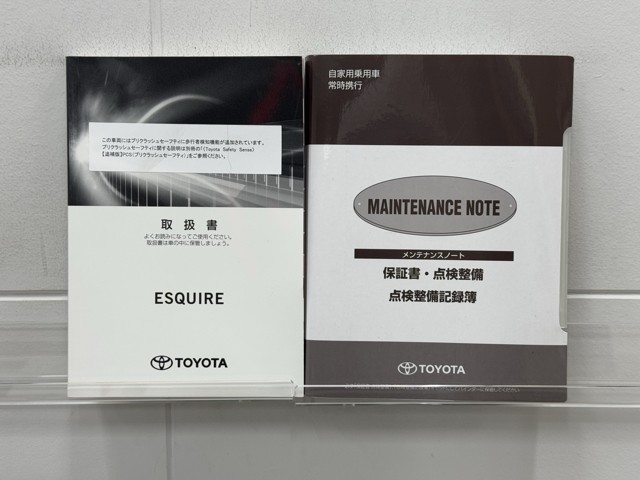 この車両にはプリクラッシュセーフティに歩行者検知機能が追加されています。
プリクラッシュセーフティに関する説明は別冊の「（Toyota Safety Sense）
【追補版】PCS（プリクラッシュセーフティ）」をご参照ください。
取扱書
よくお読みになってご使用ください。
取扱書は車の中に保管しましょう。
ESQUIRE
TOYOTA
自家用乗用車
常時携行
MAINTENANCE NOTE
メンテナンスノート
保証書・点検整備
点検整備記録簿
TOYOTA